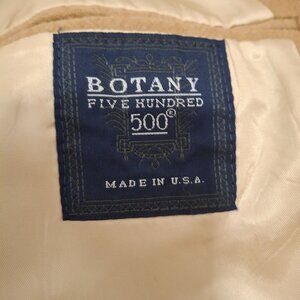 BOTANY
FIVE HUNDRED
500®
MADE IN U.S.A.